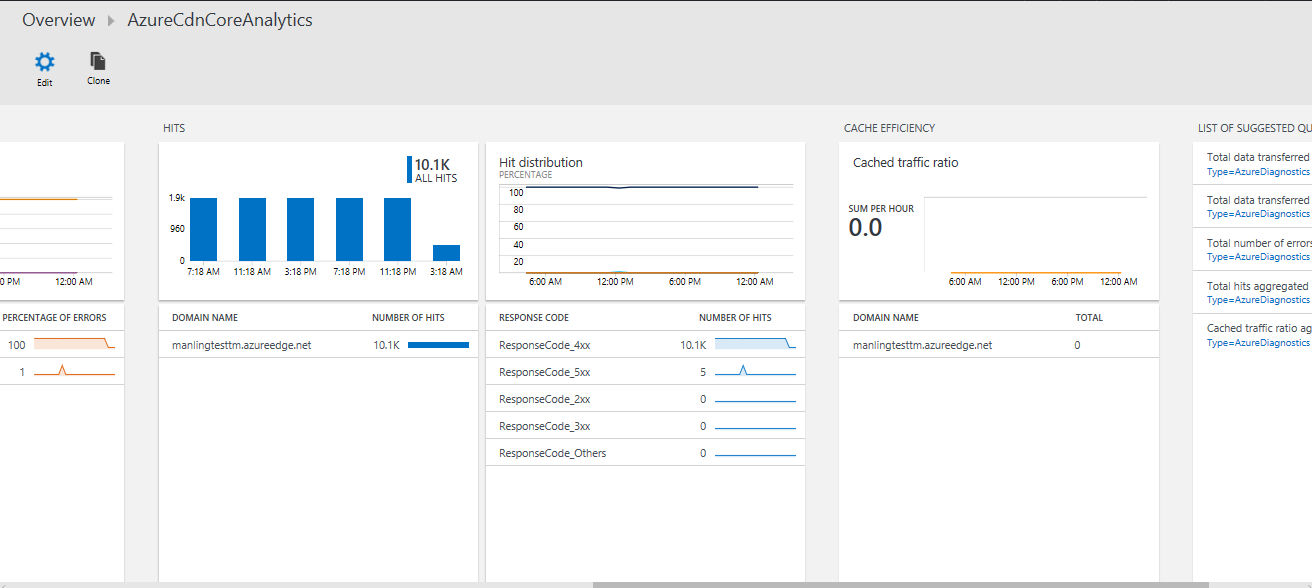 Overview AzureCdnCoreAnalytics
Edit Clone
HITS
CACHE EFFICIENCY
LIST OF SUGGESTED QU
0 PM 12:00 AM
PERCENTAGE OF ERRORS
100
1
10.1K
ALL HITS
1.9k
960
0
7:18 AM 11:18 AM 3:18 PM 7:18 PM 11:18 PM 3:18 AM
DOMAIN NAME NUMBER OF HITS
manlingtesttm.azureedge.net 10.1K
Hit distribution
PERCENTAGE
100
80
60
40
20
6:00 AM 12:00 PM 6:00 PM 12:00 AM
RESPONSE CODE NUMBER OF HITS
ResponseCode_4xx 10.1K
ResponseCode_5xx 5
ResponseCode_2xx 0
ResponseCode_3xx 0
ResponseCode_Others 0
Cached traffic ratio
SUM PER HOUR
0.0
6:00 AM 12:00 PM 6:00 PM 12:00 AM
DOMAIN NAME TOTAL
manlingtesttm.azureedge.net 0
Total data transferred
Type=AzureDiagnostics
Total data transferred
Type=AzureDiagnostics
Total number of errors
Type=AzureDiagnostics
Total hits aggregated
Type=AzureDiagnostics
Cached traffic ratio ag
Type=AzureDiagnostics